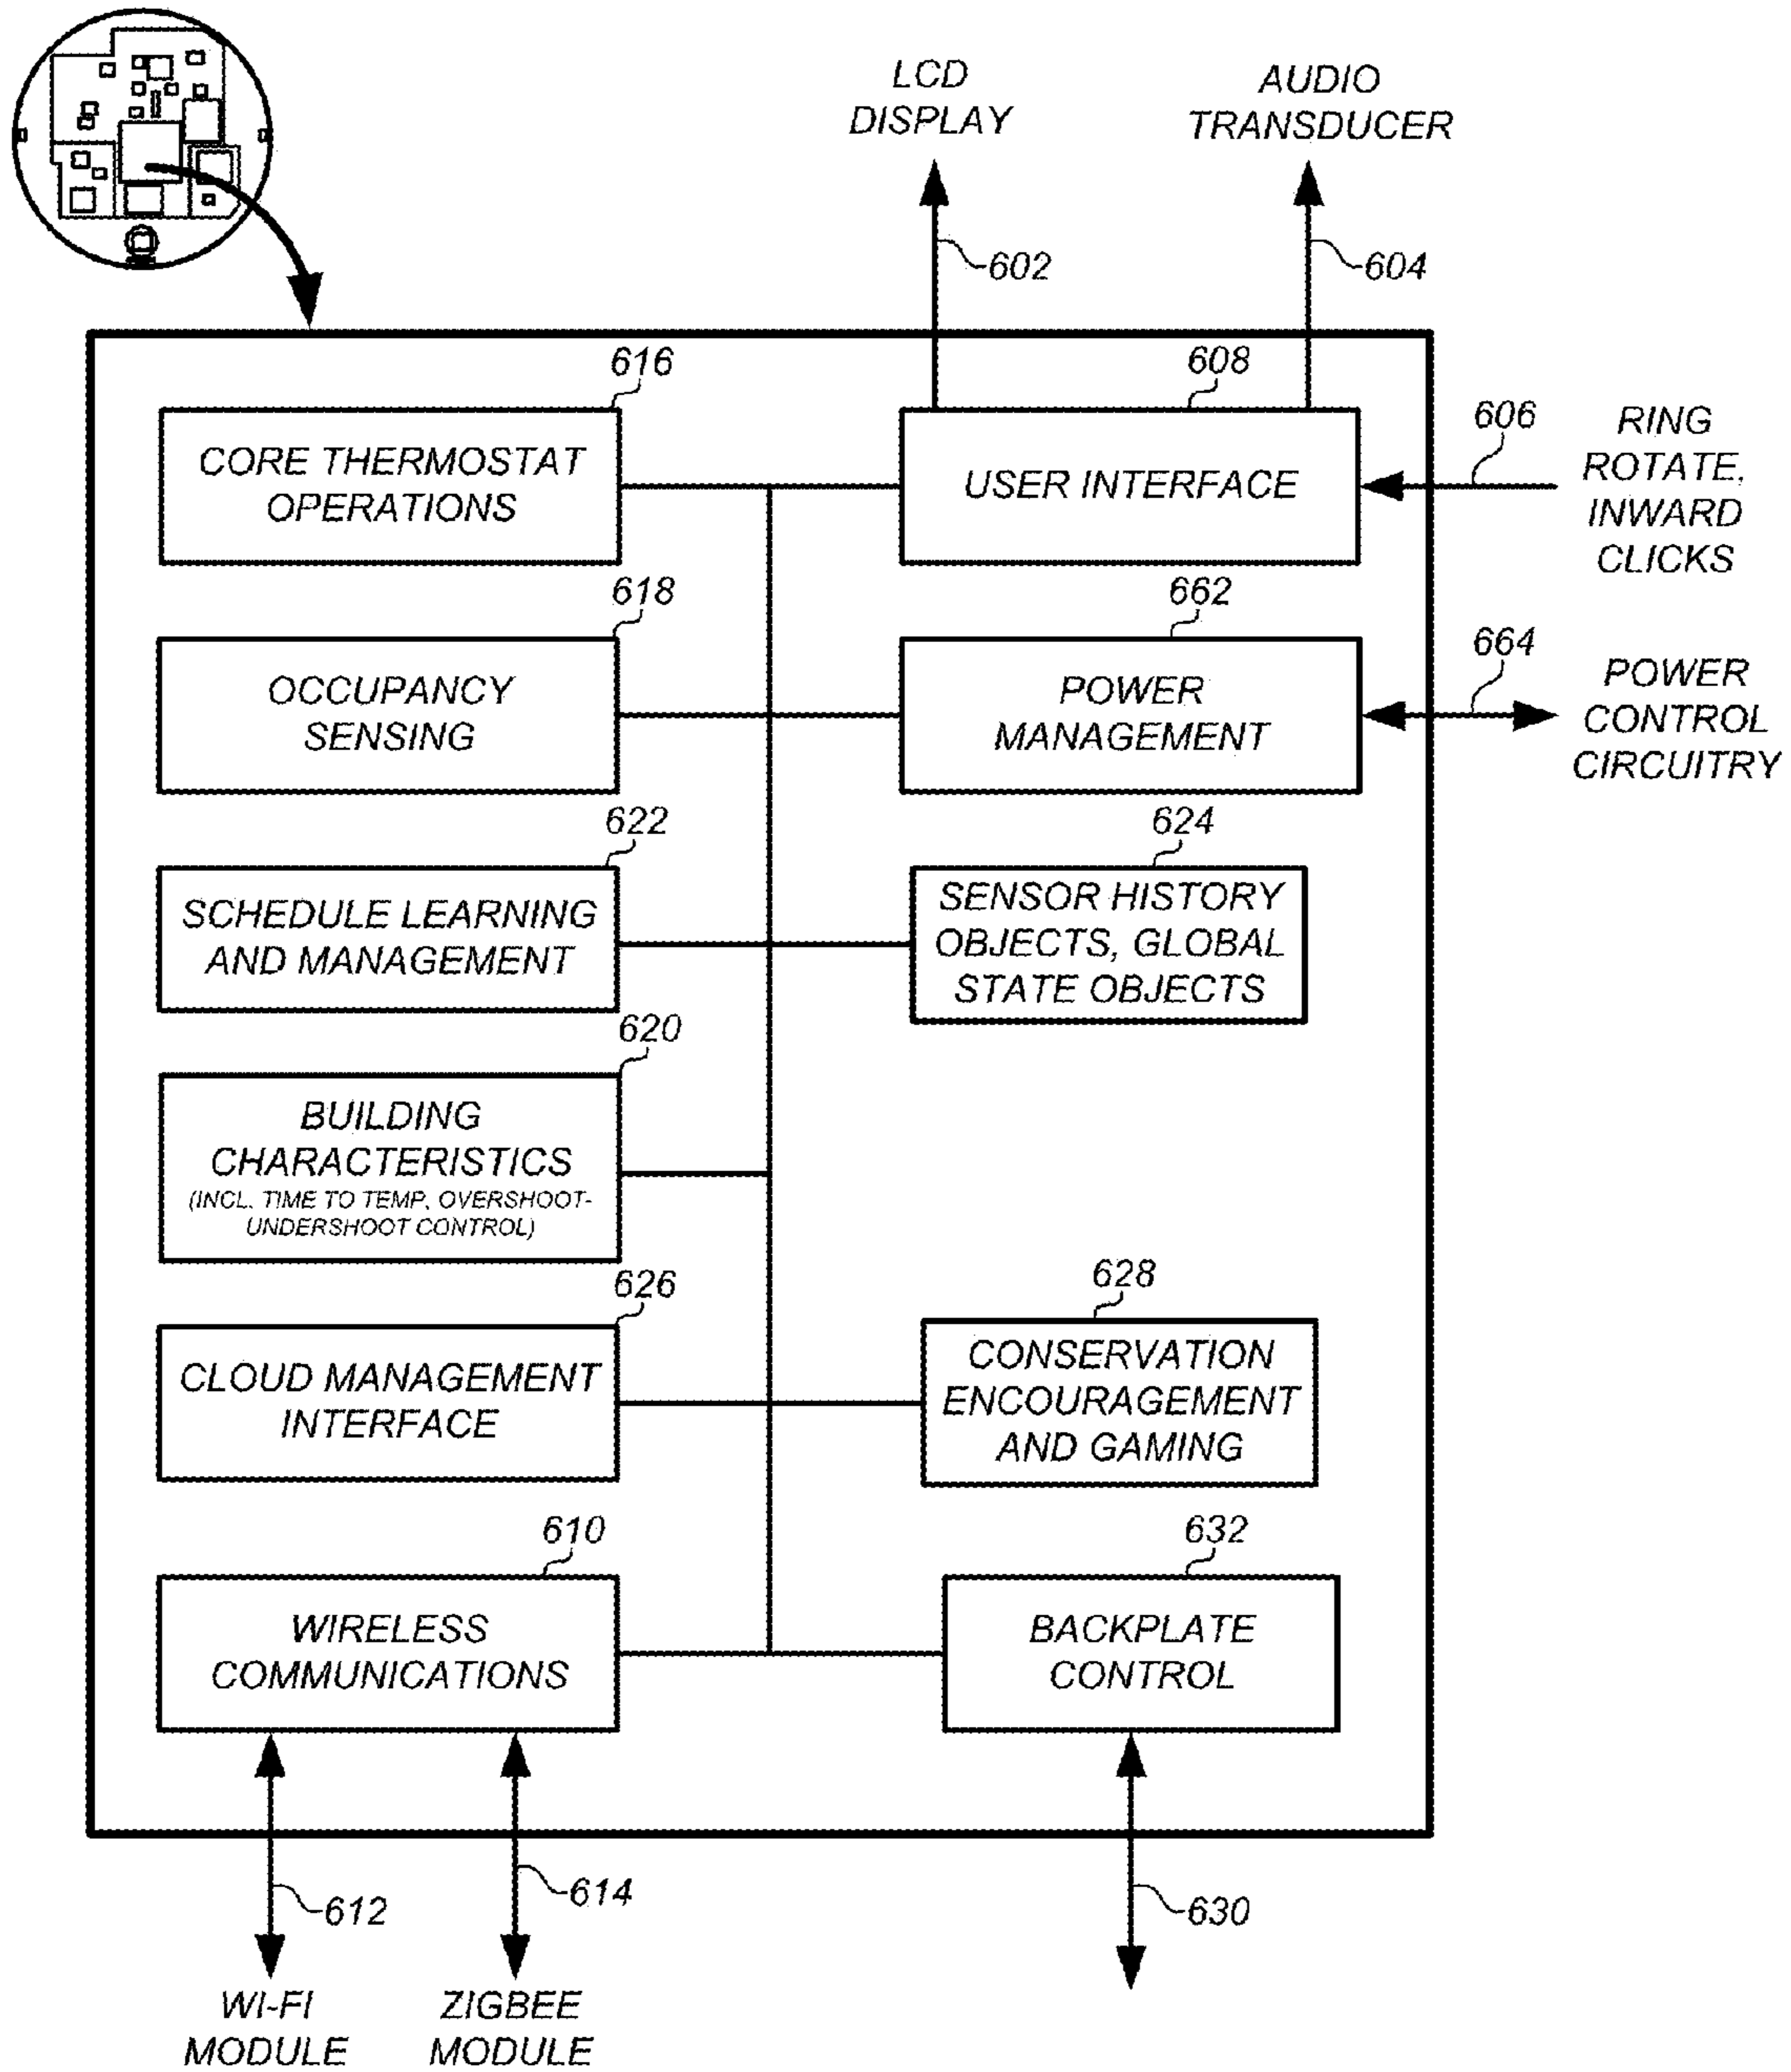 LCD
DISPLAY
AUDIO
TRANSDUCER
602
604
616
608
CORE THERMOSTAT
OPERATIONS
USER INTERFACE
606
RING
ROTATE,
INWARD
CLICKS
618
662
OCCUPANCY
SENSING
POWER
MANAGEMENT
664
POWER
CONTROL
CIRCUITRY
622
624
SCHEDULE LEARNING
AND MANAGEMENT
SENSOR HISTORY
OBJECTS, GLOBAL
STATE OBJECTS
620
BUILDING
CHARACTERISTICS
(INCL. TIME TO TEMP, OVERSHOOT-
UNDERSHOOT CONTROL)
626
628
CLOUD MANAGEMENT
INTERFACE
CONSERVATION
ENCOURAGEMENT
AND GAMING
610
632
WIRELESS
COMMUNICATIONS
BACKPLATE
CONTROL
612
614
630
WI-FI
MODULE
ZIGBEE
MODULE